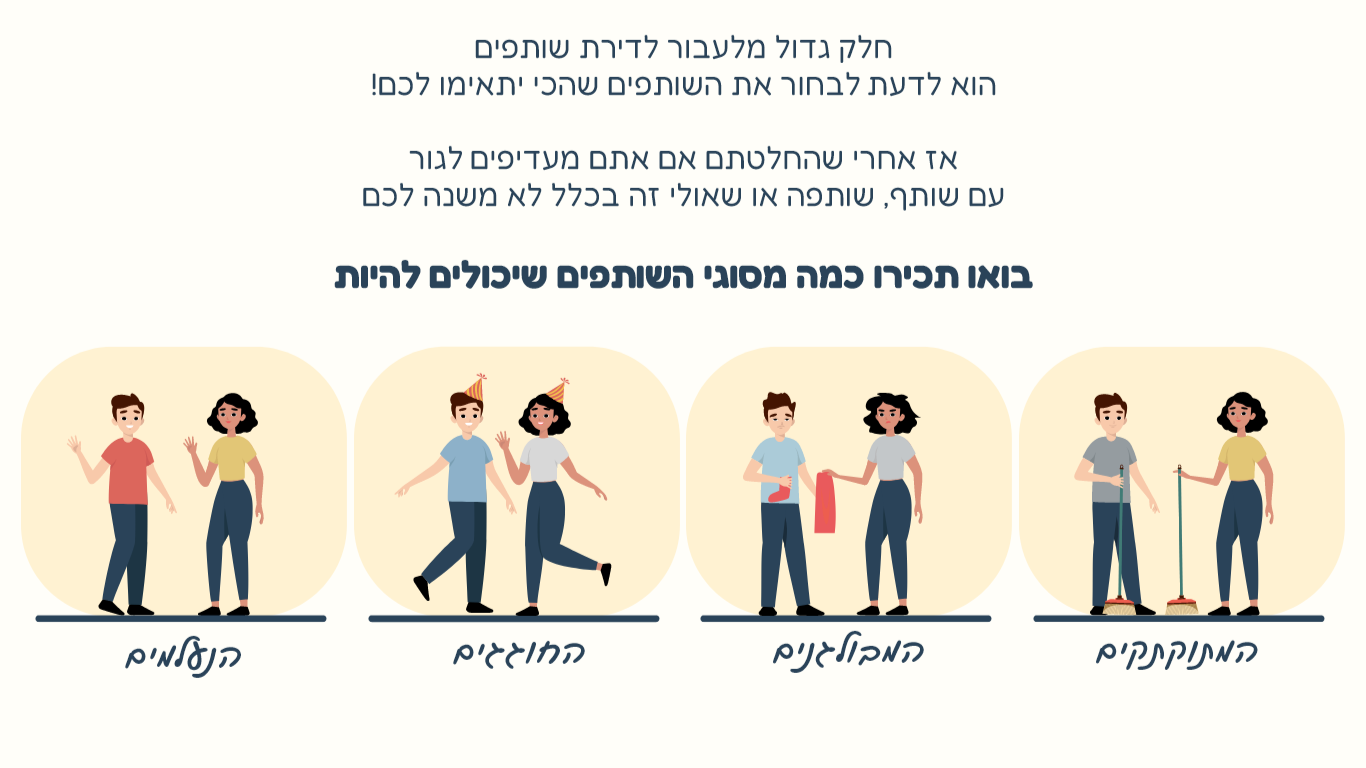 חלק גדול מלעבור לדירת שותפים
הוא לדעת לבחור את השותפים שהכי יתאימו לכם!
אז אחרי שהחלטתם אם אתם מעדיפים לגור
עם שותף, שותפה או שאולי זה בכלל לא משנה לכם
בואו תכירו כמה מסוגי השותפים שיכולים להיות
המתוקתקים
המבולגנים
החוגגים
הנעלמים